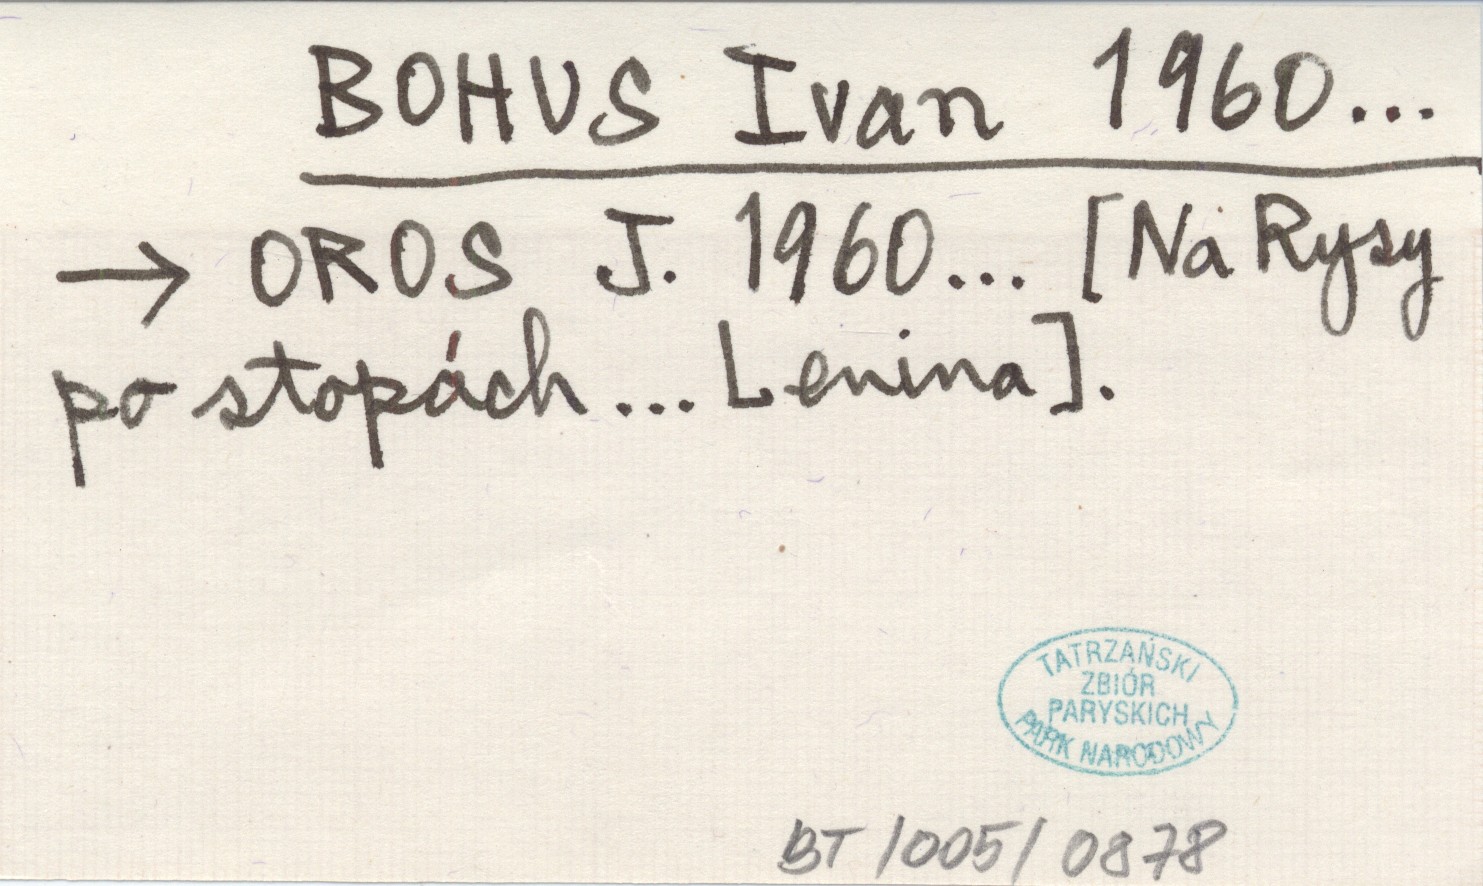 BOHUS Ivan 1960...
→ OROS J. 1960... [Na Rysy
po stopách... Lenina].
TATRZAŃSKI
ZBIÓR
PARYSKICH
PARK NARODOWY
BT /005/ 0878